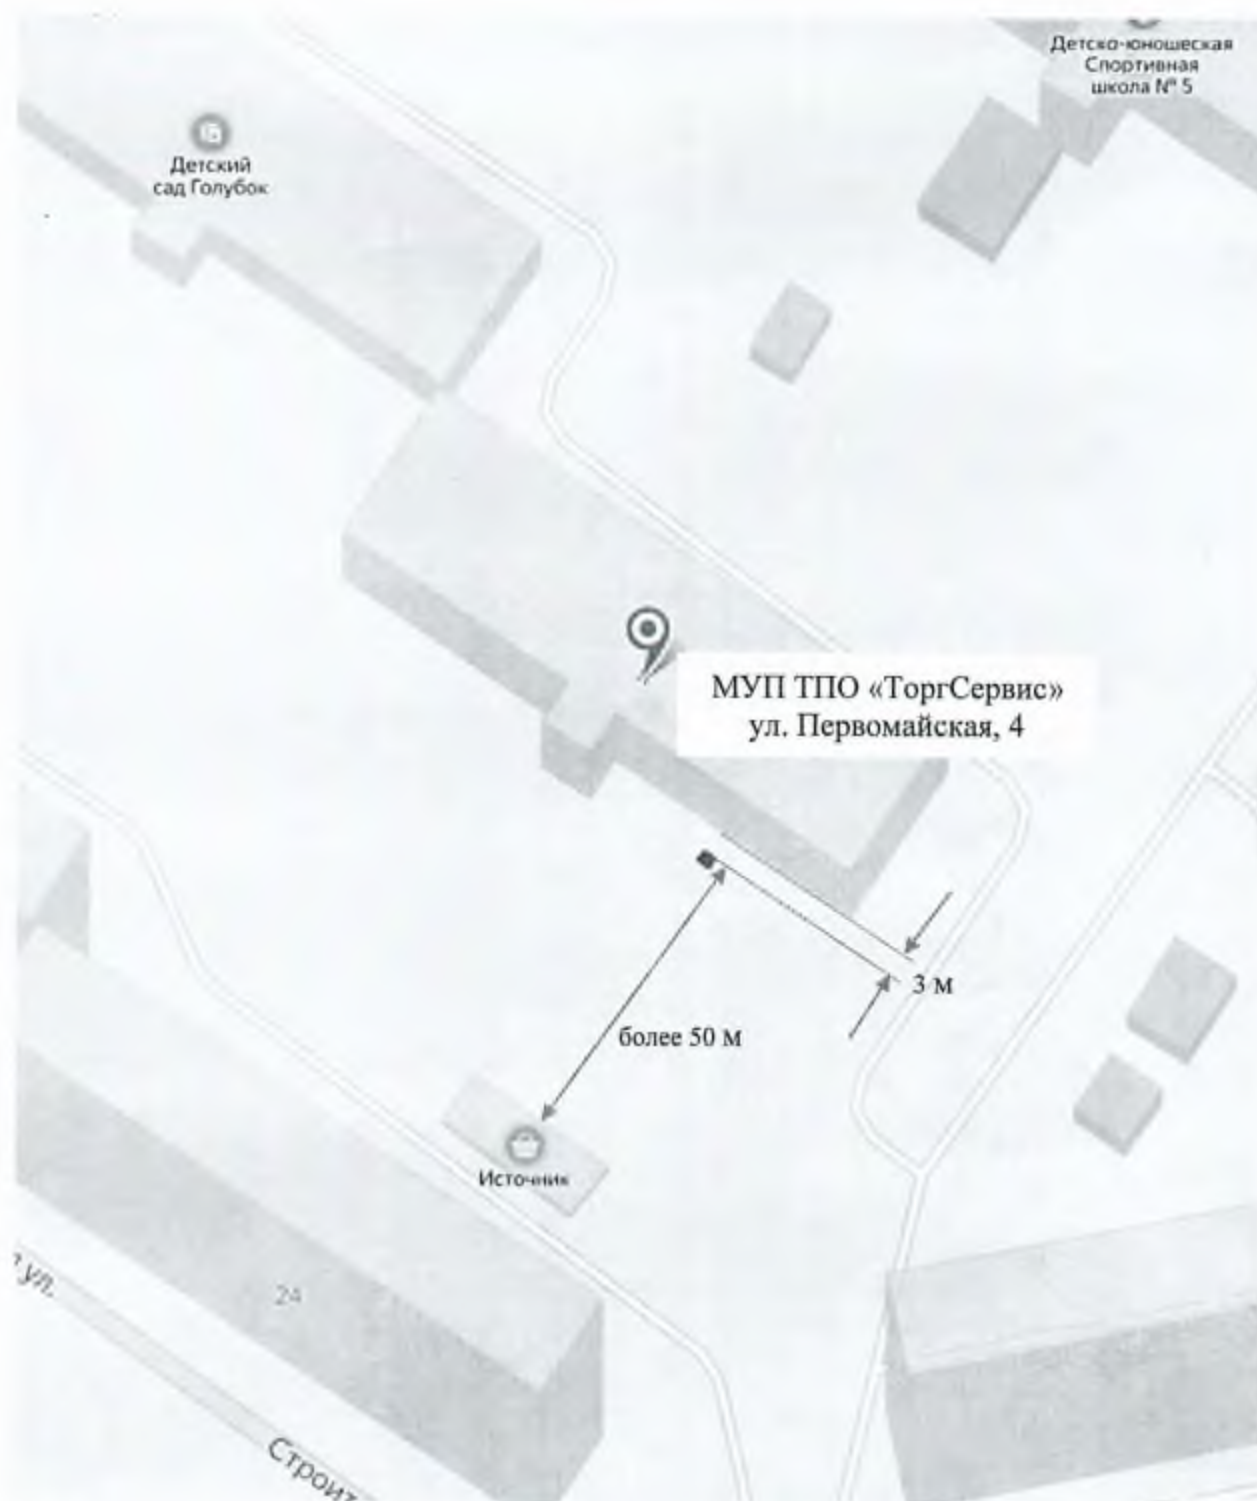 Детско-юношеская
Спортивная
школа № 5
Детский
сад Голубок
МУП ТПО «ТоргСервис»
ул. Первомайская, 4
3 м
более 50 м
Источник
ул.
2А
Строит